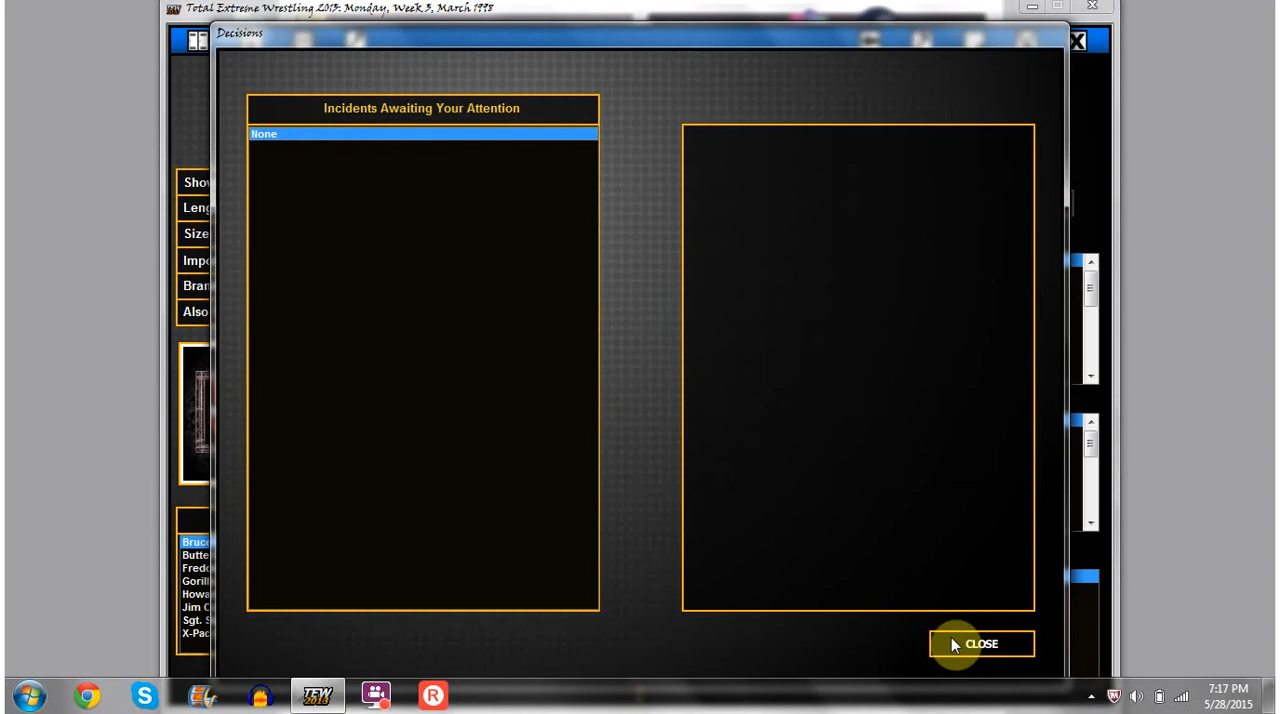 Total Extreme Wrestling 2013: Monday, Week 3, March 1998
Decisions
Incidents Awaiting Your Attention
None
Show
Leng
Size
Impo
Bran
Also
Bruce
Butte
Fredd
Gorill
Howa
Jim C
Sgt. S
X-Pac
CLOSE
TEW
2013
7:17 PM
5/28/2015